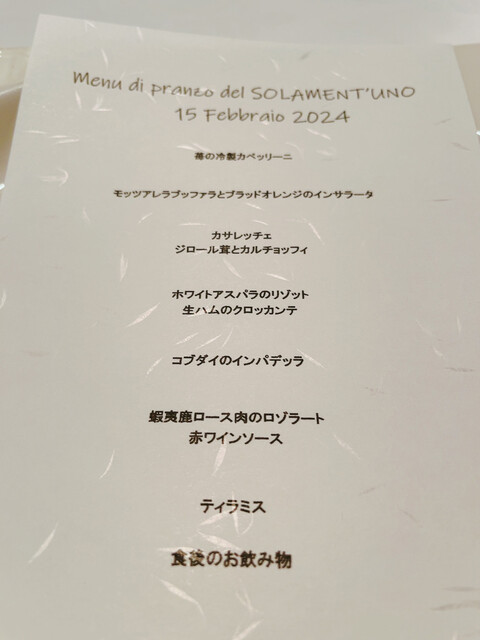 Menu di pranzo del SOLAMENT'UNO
15 Febbraio 2024
苺の冷製カペッリーニ
モッツアレラブッファラとブラッドオレンジのインサラータ
カサレッチェ
ジロール茸とカルチョッフィ
ホワイトアスパラのリゾット
生ハムのクロッカンテ
コブダイのインパデッラ
蝦夷鹿ロース肉のロゾラート
赤ワインソース
ティラミス
食後のお飲み物